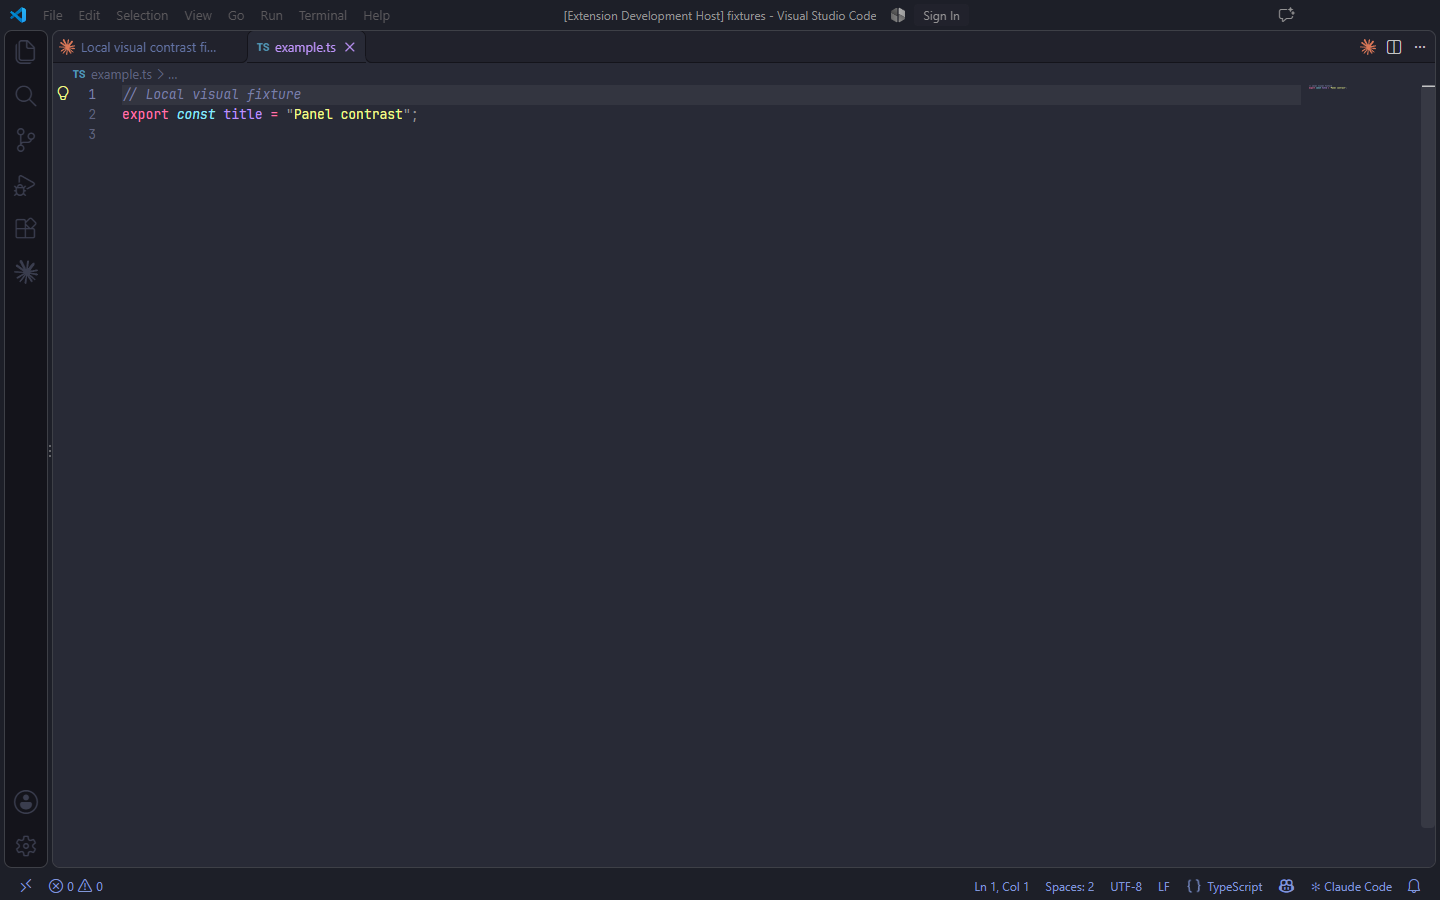 File Edit Selection View Go Run Terminal Help
[Extension Development Host] fixtures - Visual Studio Code
Sign In
Local visual contrast fi...
TS example.ts
TS example.ts > ...
1 // Local visual fixture
2 export const title = "Panel contrast";
3
0 0
Ln 1, Col 1 Spaces: 2 UTF-8 LF { } TypeScript Claude Code